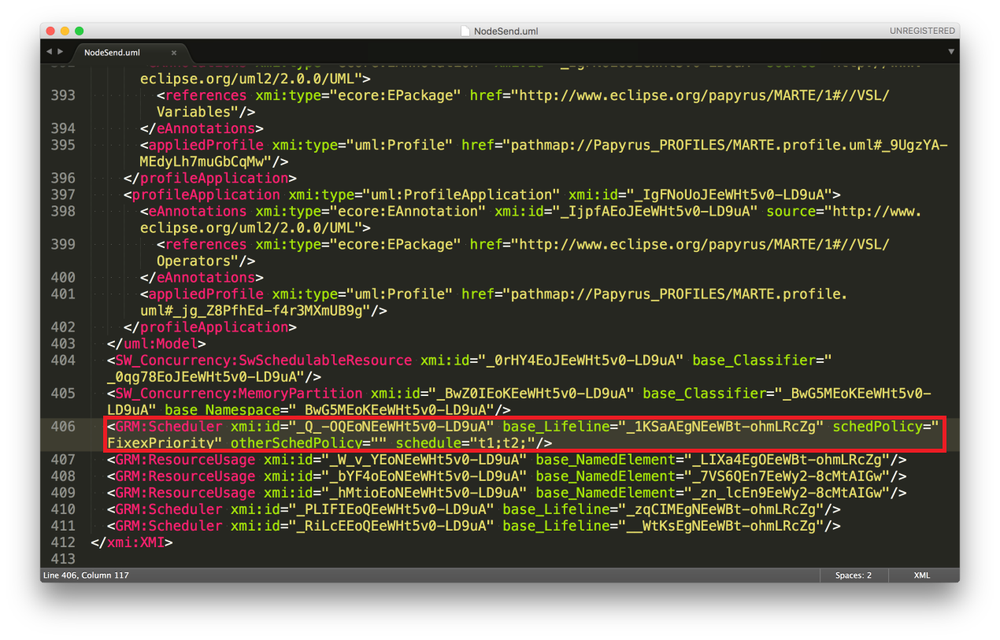 NodeSend.uml
UNREGISTERED
NodeSend.uml ×
eclipse.org/uml2/2.0.0/UML">
393 <references xmi:type="ecore:EPackage" href="http://www.eclipse.org/papyrus/MARTE/1#//VSL/
Variables"/>
394 </eAnnotations>
395 <appliedProfile xmi:type="uml:Profile" href="pathmap://Papyrus_PROFILES/MARTE.profile.uml#_9UgzYA-
MEdyLh7muGbCqMw"/>
396 </profileApplication>
397 <profileApplication xmi:type="uml:ProfileApplication" xmi:id="_IgFNoUoJEeWHt5v0-LD9uA">
398 <eAnnotations xmi:type="ecore:EAnnotation" xmi:id="_IjpfAEoJEeWHt5v0-LD9uA" source="http://www.
eclipse.org/uml2/2.0.0/UML">
399 <references xmi:type="ecore:EPackage" href="http://www.eclipse.org/papyrus/MARTE/1#//VSL/
Operators"/>
400 </eAnnotations>
401 <appliedProfile xmi:type="uml:Profile" href="pathmap://Papyrus_PROFILES/MARTE.profile.
uml#_jg_Z8PfhEd-f4r3MXmUB9g"/>
402 </profileApplication>
403 </uml:Model>
404 <SW_Concurrency:SwSchedulableResource xmi:id="_0rHY4EoJEeWHt5v0-LD9uA" base_Classifier="
_0qg78EoJEeWHt5v0-LD9uA"/>
405 <SW_Concurrency:MemoryPartition xmi:id="_BwZ0IEoKEeWHt5v0-LD9uA" base_Classifier="_BwG5MEoKEeWHt5v0-
LD9uA" base_Namespace="_BwG5MEoKEeWHt5v0-LD9uA"/>
406 <GRM:Scheduler xmi:id="_Q_-OQEoNEeWHt5v0-LD9uA" base_Lifeline="_1KSaAEgNEeWBt-ohmLRcZg" schedPolicy="
FixexPriority" otherSchedPolicy="" schedule="t1;t2;"/>
407 <GRM:ResourceUsage xmi:id="_W_v_YEoNEeWHt5v0-LD9uA" base_NamedElement="_LIXa4EgOEeWBt-ohmLRcZg"/>
408 <GRM:ResourceUsage xmi:id="_bYF4oEoNEeWHt5v0-LD9uA" base_NamedElement="_7VS6QEn7EeWy2-8cMtAIGw"/>
409 <GRM:ResourceUsage xmi:id="_hMtioEoNEeWHt5v0-LD9uA" base_NamedElement="_zn_lcEn9EeWy2-8cMtAIGw"/>
410 <GRM:Scheduler xmi:id="_PLIFIEoQEeWHt5v0-LD9uA" base_Lifeline="_zqCIMEgNEeWBt-ohmLRcZg"/>
411 <GRM:Scheduler xmi:id="_RiLcEEoQEeWHt5v0-LD9uA" base_Lifeline="__WtKsEgNEeWBt-ohmLRcZg"/>
412 </xmi:XMI>
413
Line 406, Column 117
Spaces: 2
XML